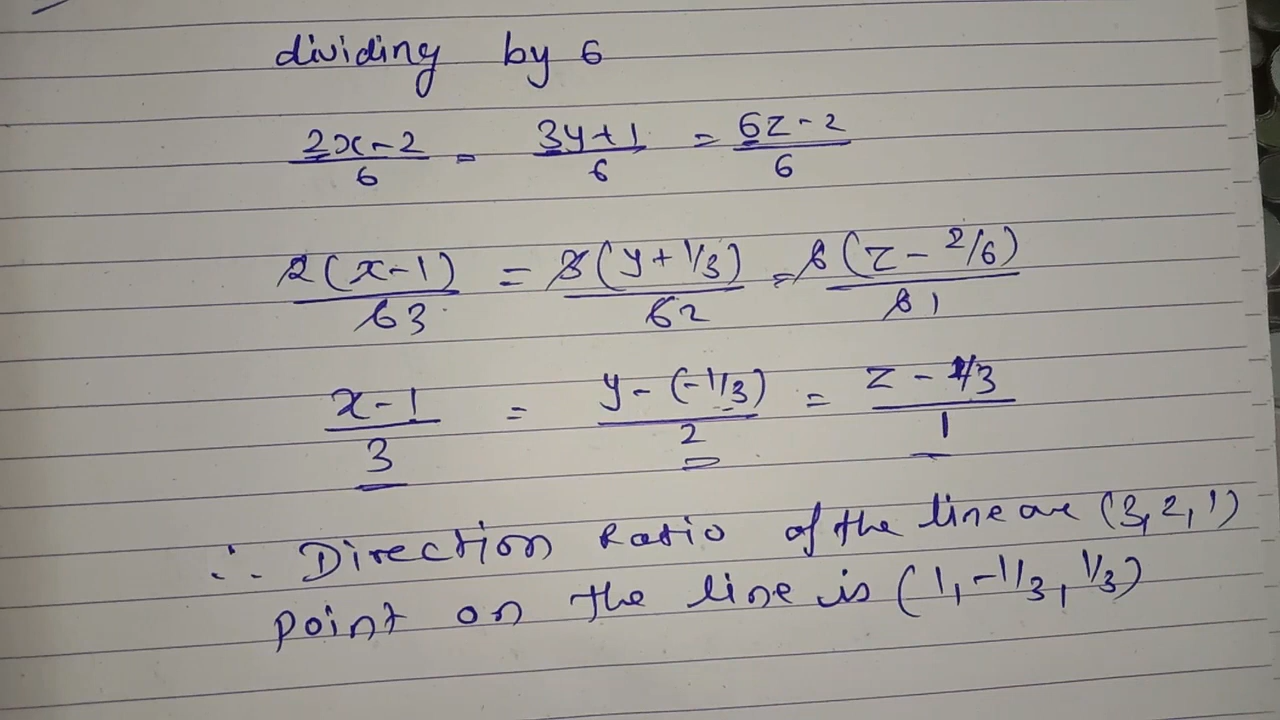 dividing by 6
2x-2/6 = 3y+1/6 = 6z-2/6
2(x-1)/63 = 3(y+1/3)/62 = 6(z-2/6)/61
x-1/3 = y-(-1/3)/2 = z-1/3/1
∴ Direction Ratio of the line are (3,2,1)
point on the line is (1,-1/3,1/3)